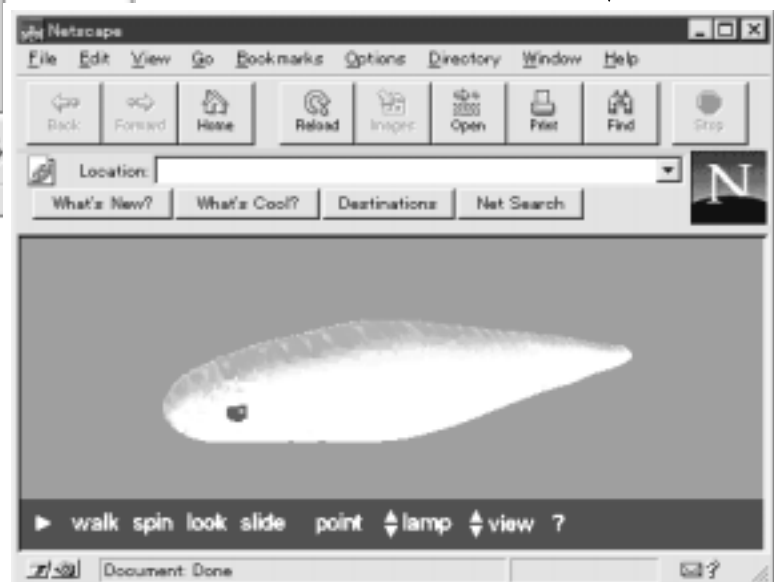 Netscape
File Edit View Go Bookmarks Options Directory Window Help
Back Forward Home Reload Images Open Print Find Stop
Location:
N
What's New? What's Cool? Destinations Net Search
walk spin look slide point lamp view ?
Document: Done